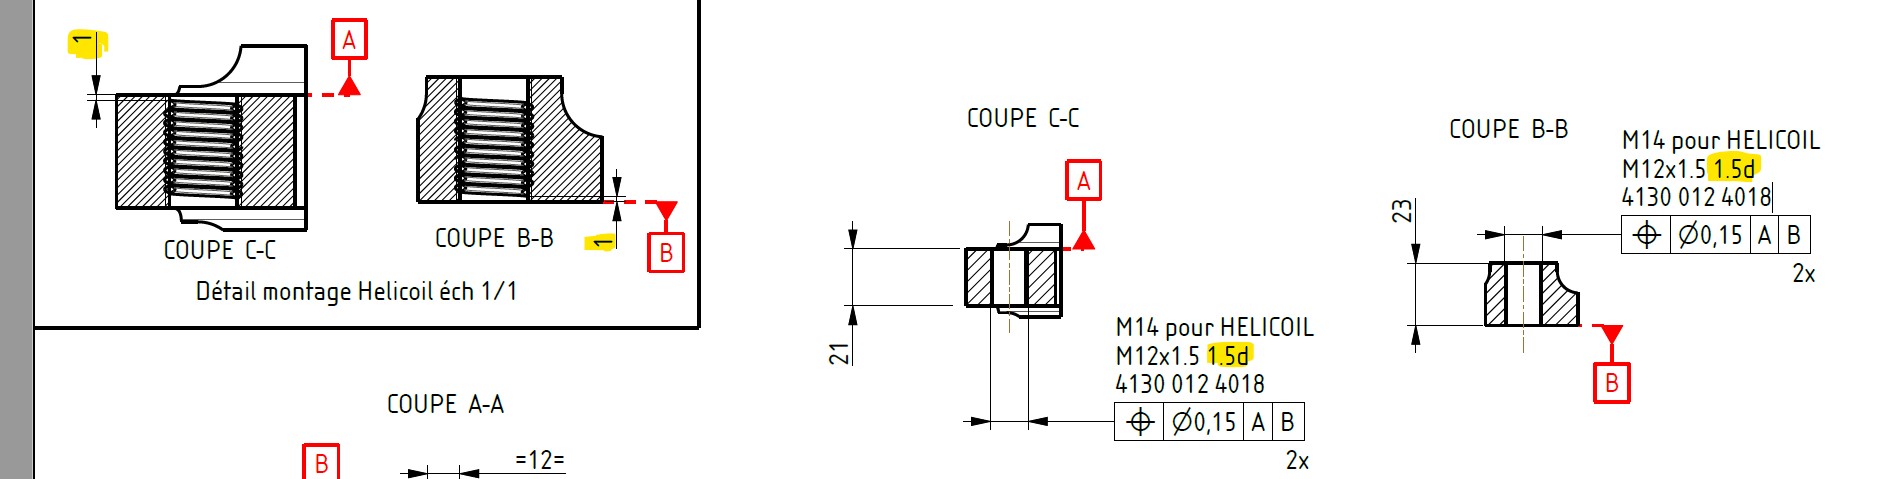 1
A
COUPE C-C
COUPE B-B
1
B
Détail montage Helicoil éch 1/1
COUPE A-A
B
=12=
COUPE C-C
A
21
M14 pour HELICOIL
M12x1.5 1.5d
4130 012 4018
⌖ Ø0,15 A B
2x
COUPE B-B
M14 pour HELICOIL
M12x1.5 1.5d
4130 012 4018
⌖ Ø0,15 A B
2x
23
B